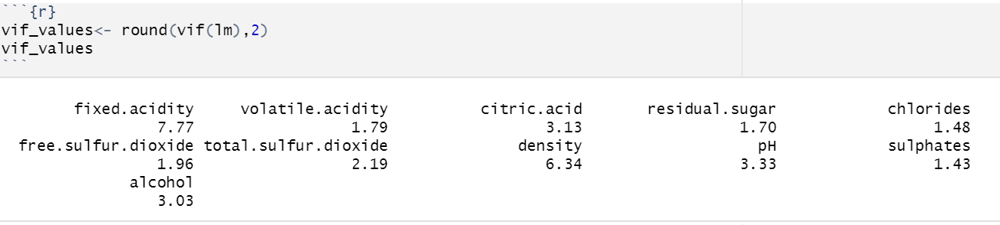 ```{r}
vif_values<- round(vif(lm),2)
vif_values
```
fixed.acidity volatile.acidity citric.acid residual.sugar chlorides
7.77 1.79 3.13 1.70 1.48
free.sulfur.dioxide total.sulfur.dioxide density pH sulphates
1.96 2.19 6.34 3.33 1.43
alcohol
3.03